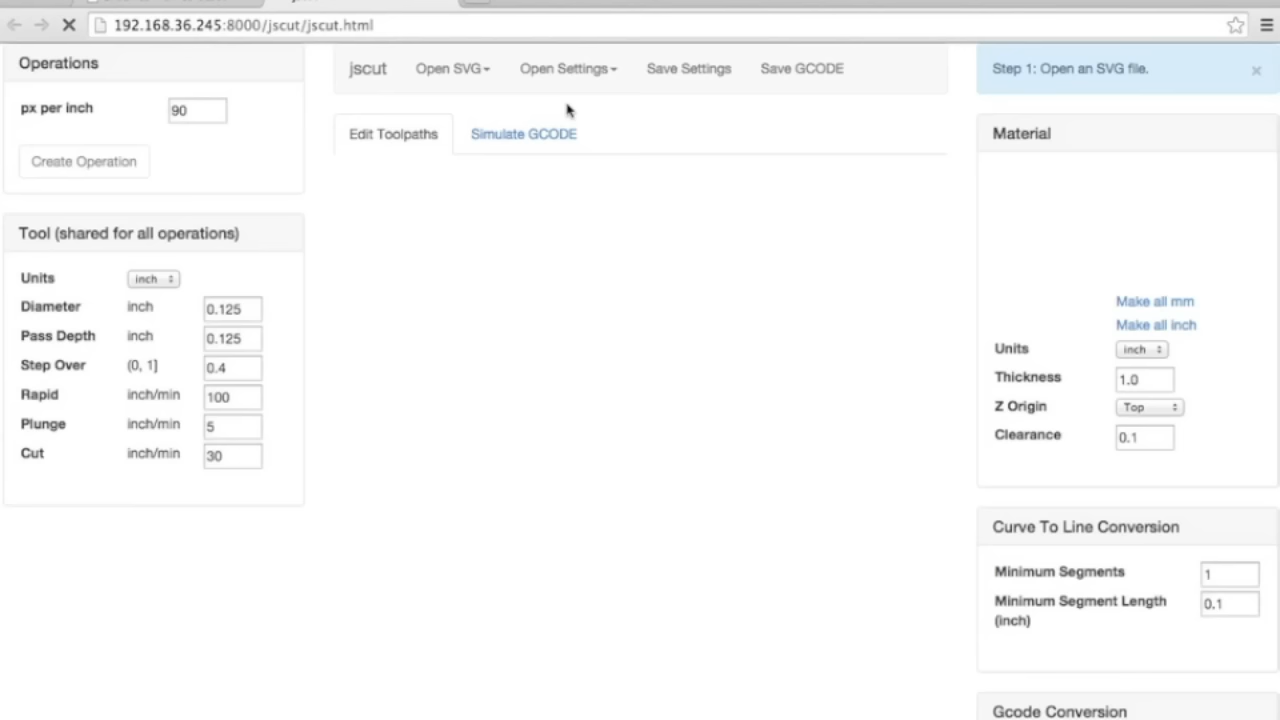 192.168.36.245:8000/jscut/jscut.html
Operations
px per inch 90
Create Operation
Tool (shared for all operations)
Units inch
Diameter inch 0.125
Pass Depth inch 0.125
Step Over (0, 1] 0.4
Rapid inch/min 100
Plunge inch/min 5
Cut inch/min 30
jscut Open SVG Open Settings Save Settings Save GCODE
Edit Toolpaths Simulate GCODE
Step 1: Open an SVG file. ×
Material
Make all mm
Make all inch
Units inch
Thickness 1.0
Z Origin Top
Clearance 0.1
Curve To Line Conversion
Minimum Segments 1
Minimum Segment Length 0.1
(inch)
Gcode Conversion